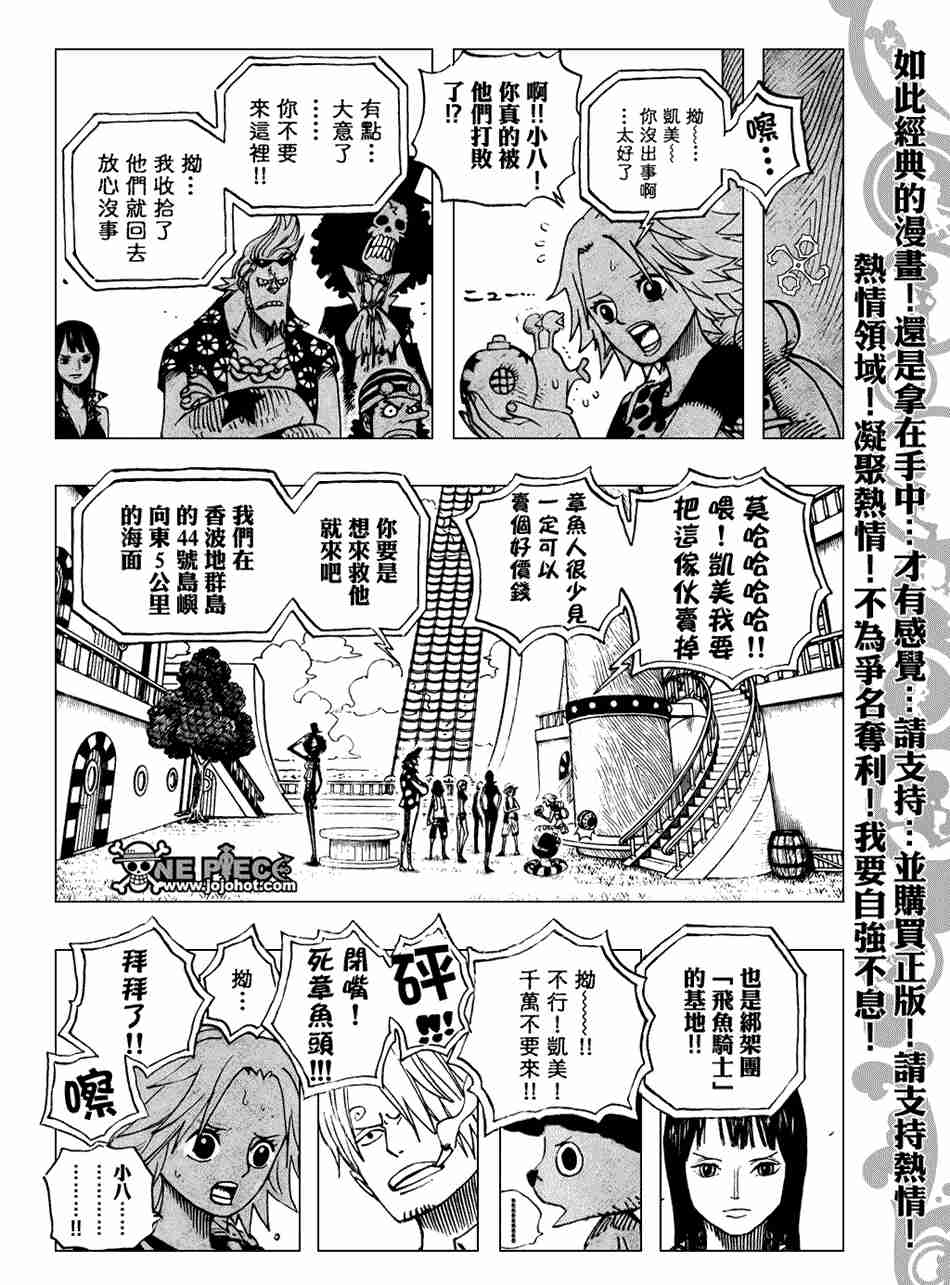 嚓…
拗～
凱美～
你沒出事啊
…太好了
啊!!小八！
你真的被
他們打敗
了!?
ニュー…
有點…
大意了
……
你不要
來這裡!!
拗…
我收拾了
他們就回去
放心沒事
莫哈哈哈哈!!
喂！凱美我要
把這傢伙賣掉
章魚人很少見
一定可以
賣個好價錢
你要是
想來救他
就來吧
我們在
香波地群島
的44號島嶼
向東5公里
的海面
ONE PIECE
www.jojohot.com
也是綁架團
「飛魚騎士」
的基地!!
拗～～!!
不行！凱美！
千萬不要來!!
…………
砰!!!
閉嘴！
死章魚頭!!!
拗…
拜拜了!!
嚓
小八……
…………
………!!
如此經典的漫畫！還是拿在手中…才有感覺…請支持…並購買正版！請支持熱情！
熱情領域！凝聚熱情！不為爭名奪利！我要自強不息！